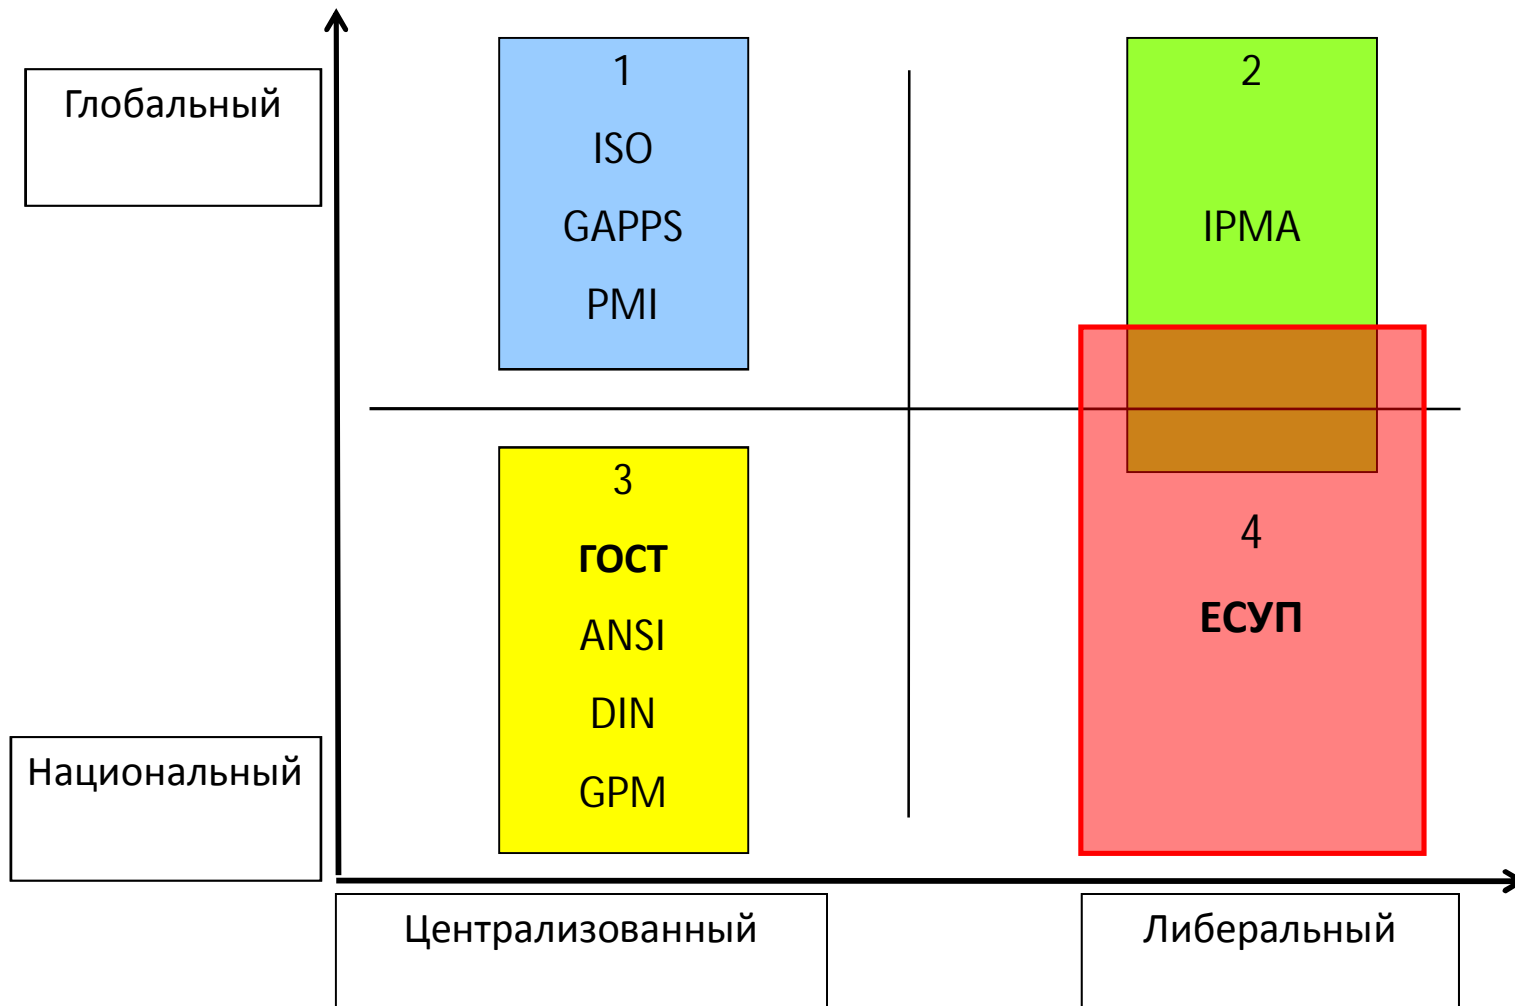 Глобальный
1
ISO
GAPPS
PMI
2
IPMA
3
ГОСТ
ANSI
DIN
GPM
4
ЕСУП
Национальный
Централизованный
Либеральный